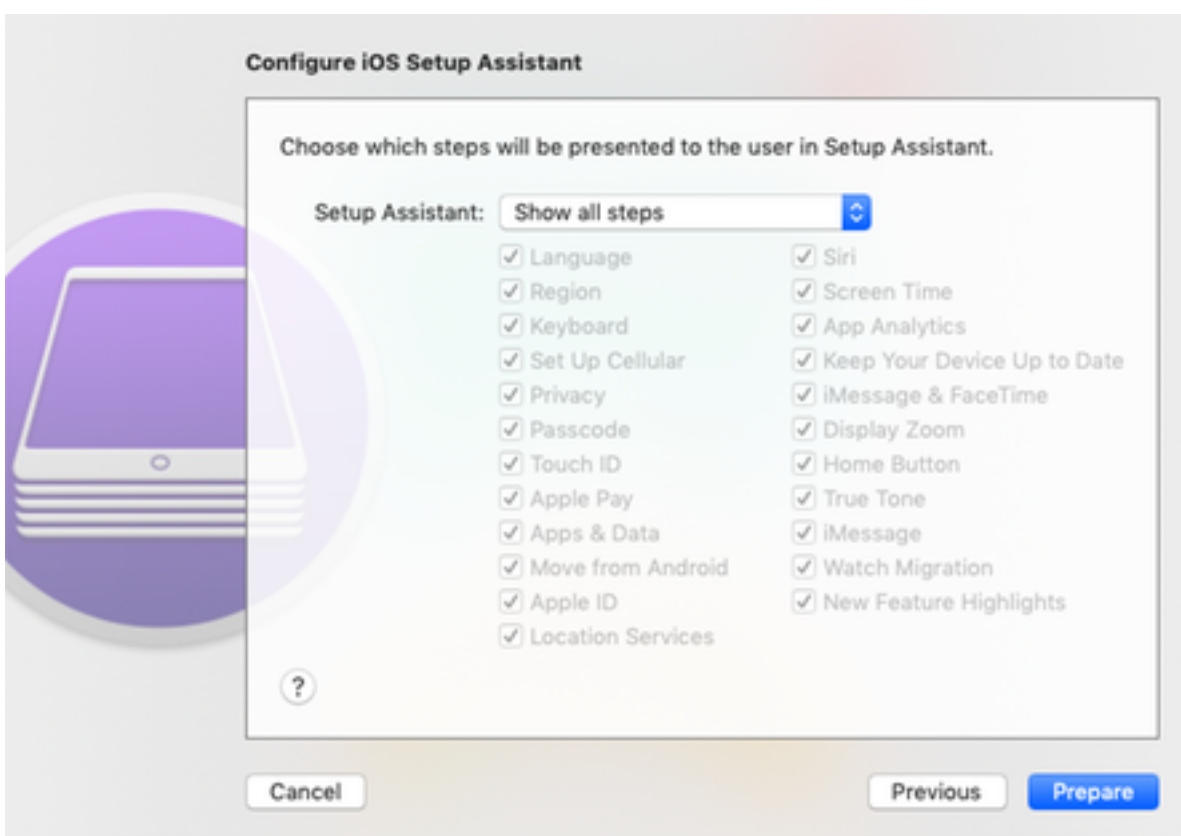 Configure iOS Setup Assistant
Choose which steps will be presented to the user in Setup Assistant.
Setup Assistant: Show all steps
Language
Region
Keyboard
Set Up Cellular
Privacy
Passcode
Touch ID
Apple Pay
Apps & Data
Move from Android
Apple ID
Location Services
Siri
Screen Time
App Analytics
Keep Your Device Up to Date
iMessage & FaceTime
Display Zoom
Home Button
True Tone
iMessage
Watch Migration
New Feature Highlights
?
Cancel
Previous
Prepare